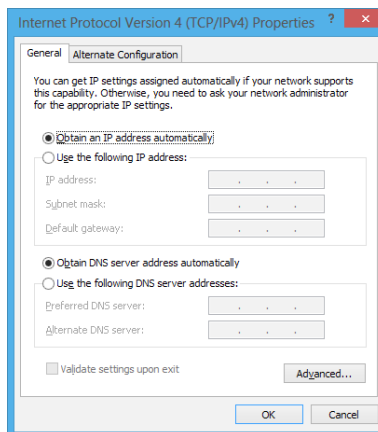 Internet Protocol Version 4 (TCP/IPv4) Properties ? ×
General Alternate Configuration
You can get IP settings assigned automatically if your network supports
this capability. Otherwise, you need to ask your network administrator
for the appropriate IP settings.
Obtain an IP address automatically
Use the following IP address:
IP address: . . .
Subnet mask: . . .
Default gateway: . . .
Obtain DNS server address automatically
Use the following DNS server addresses:
Preferred DNS server: . . .
Alternate DNS server: . . .
Validate settings upon exit
Advanced...
OK Cancel